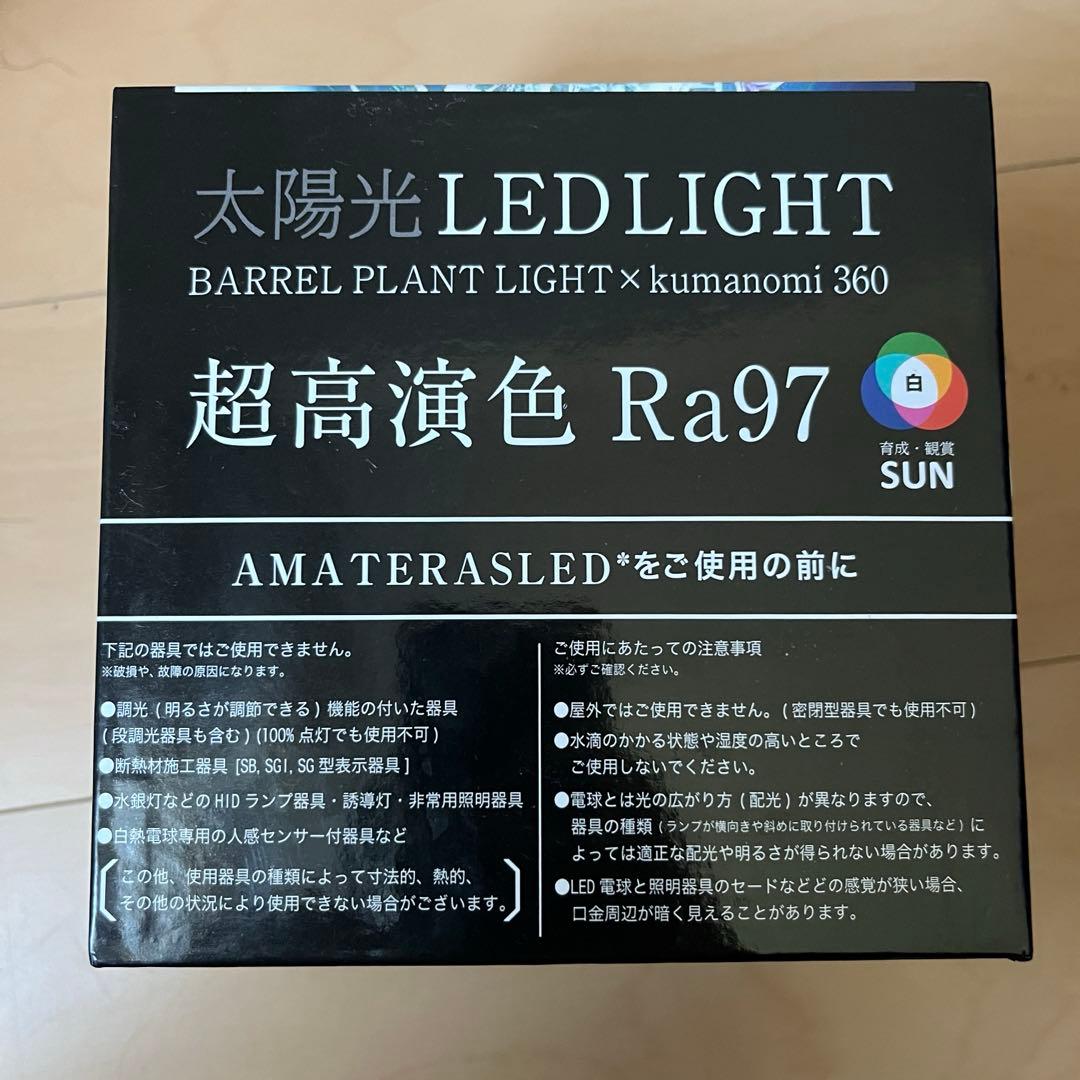 太陽光 LED LIGHT
BARREL PLANT LIGHT×kumanomi 360
超高演色 Ra97
白
育成・観賞
SUN
AMATERASLED*をご使用の前に
下記の器具ではご使用できません。
※破損や、故障の原因になります。
●調光(明るさが調節できる)機能の付いた器具
(段調光器具も含む)(100%点灯でも使用不可)
●断熱材施工器具[SB, SGI, SG型表示器具]
●水銀灯などのHIDランプ器具・誘導灯・非常用照明器具
●白熱電球専用の人感センサー付器具など
この他、使用器具の種類によって寸法的、熱的、
その他の状況により使用できない場合がございます。
ご使用にあたっての注意事項
※必ずご確認ください。
●屋外ではご使用できません。(密閉型器具でも使用不可)
●水滴のかかる状態や湿度の高いところで
ご使用しないでください。
●電球とは光の広がり方(配光)が異なりますので、
器具の種類(ランプが横向きや斜めに取り付けられている器具など)に
よっては適正な配光や明るさが得られない場合があります。
●LED電球と照明器具のセードなどどの感覚が狭い場合、
口金周辺が暗く見えることがあります。